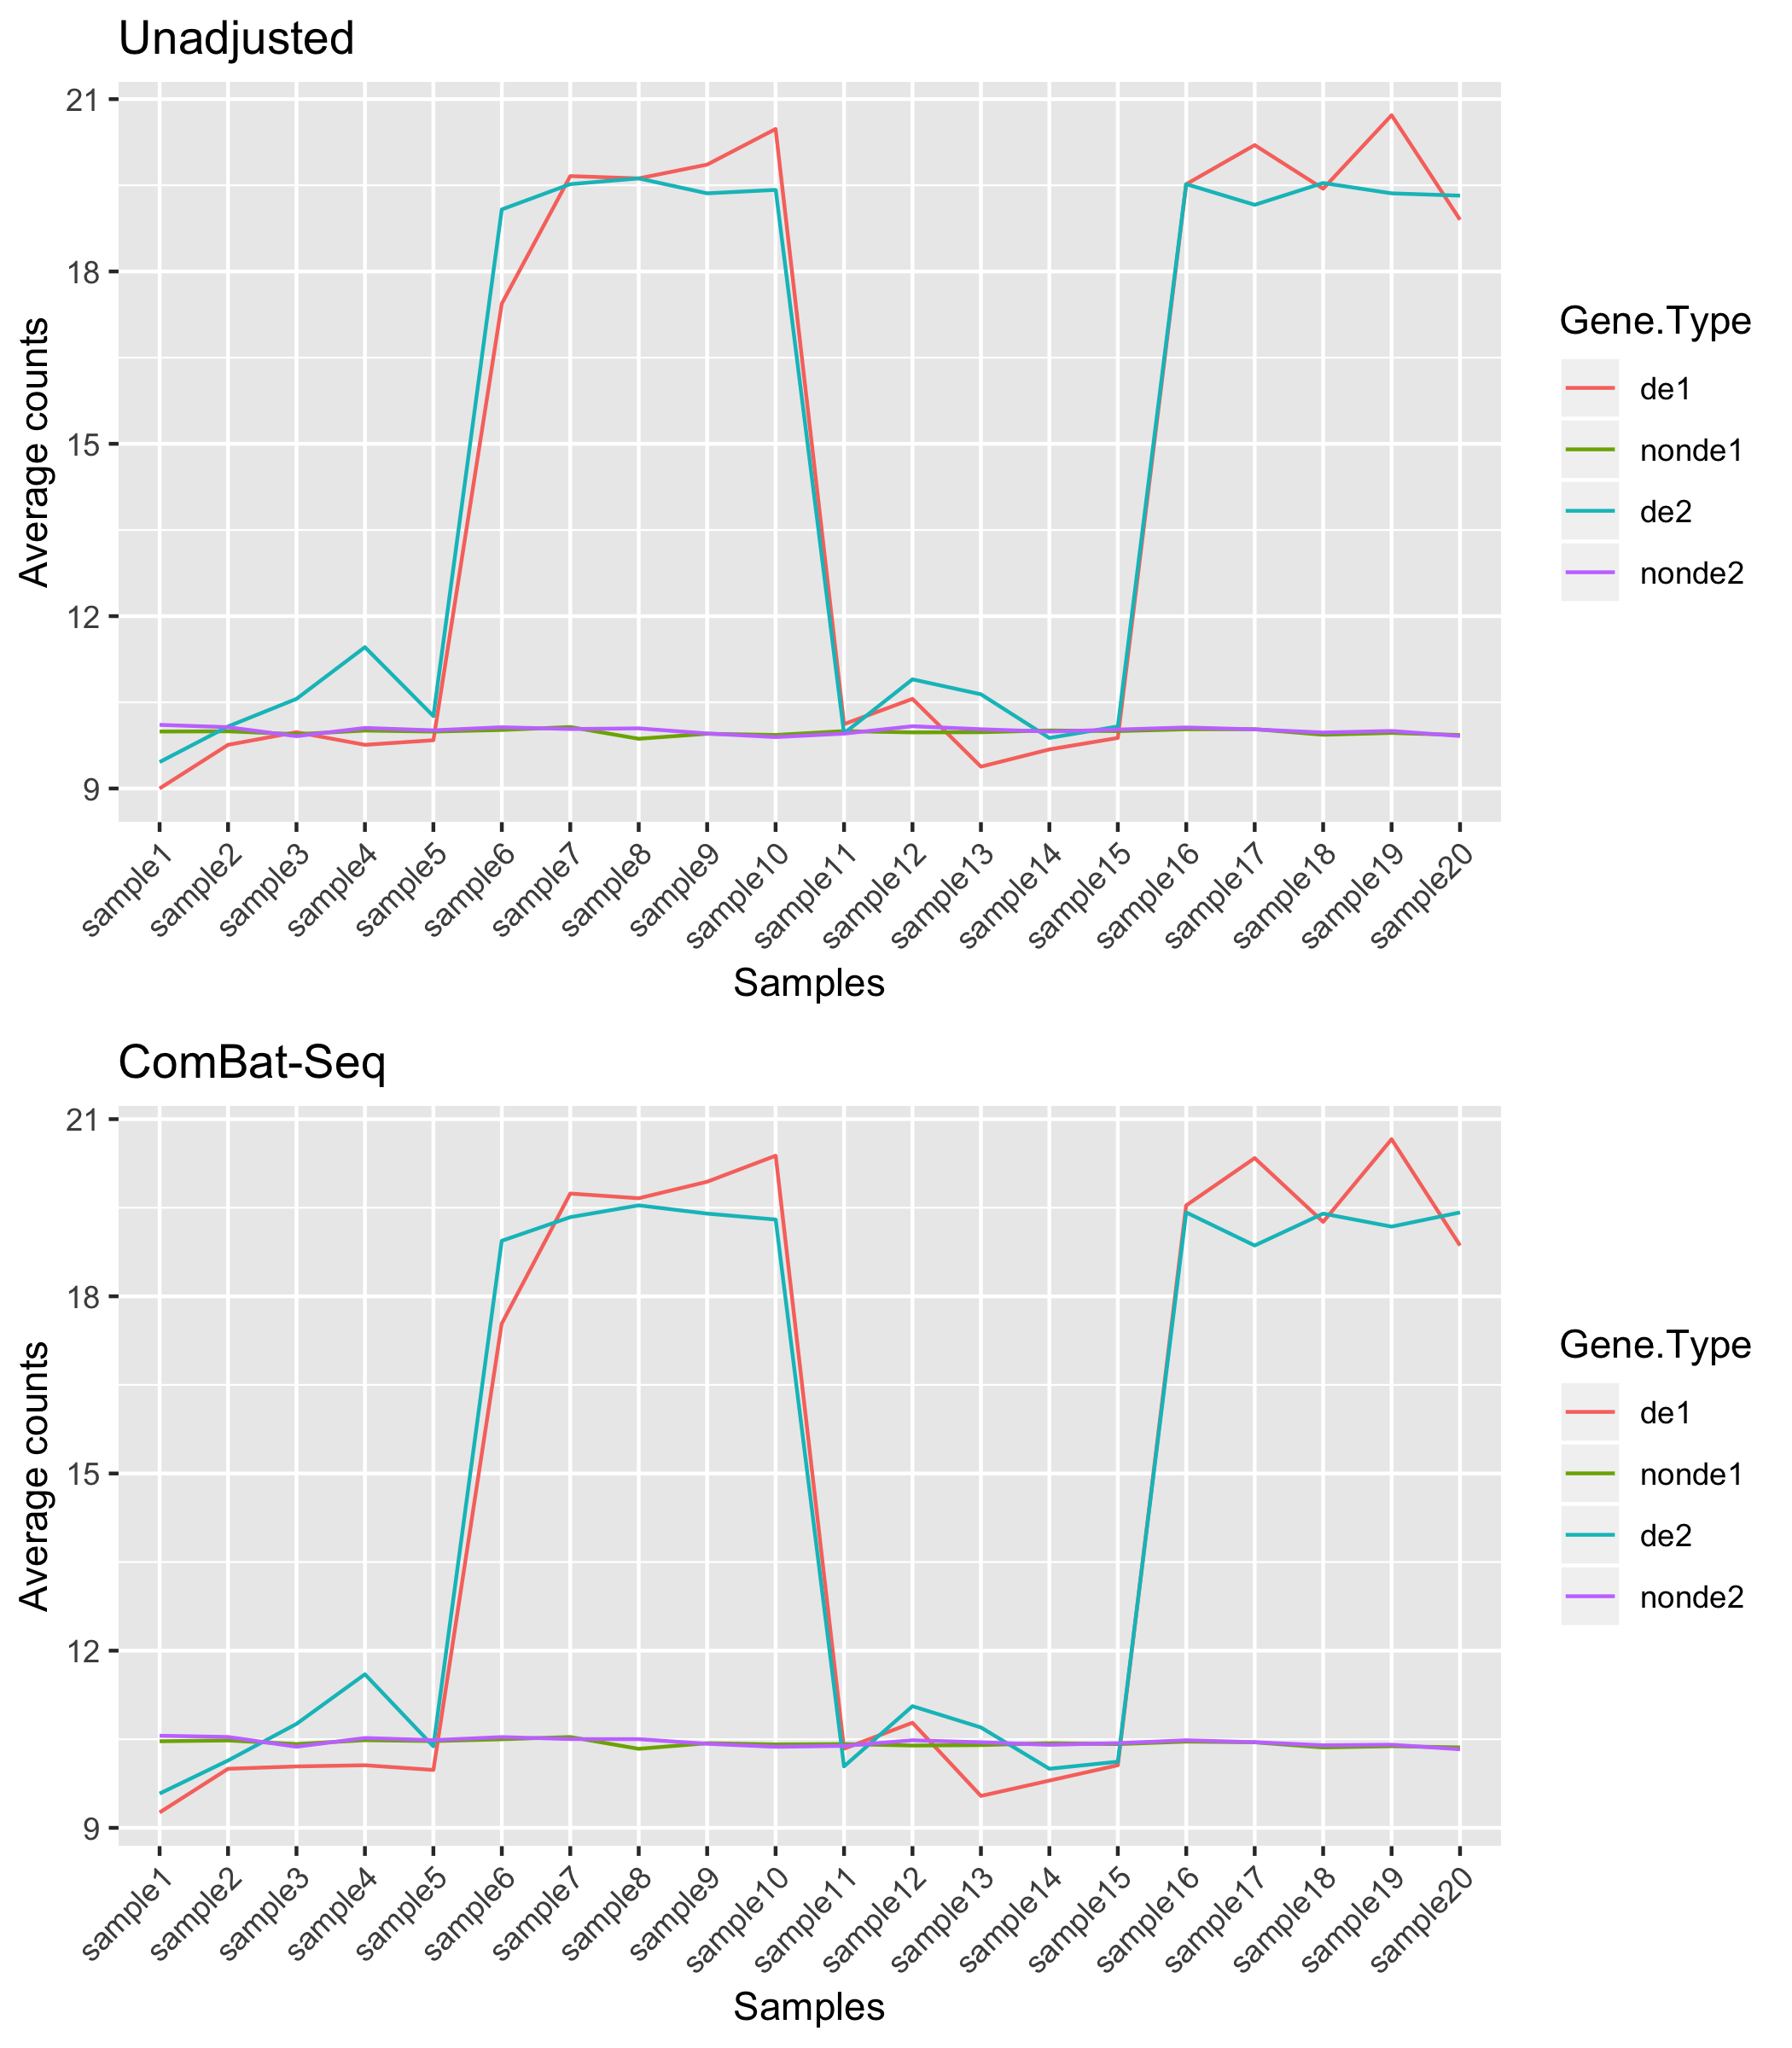 Unadjusted
21
18
15
12
9
Average counts
sample1
sample2
sample3
sample4
sample5
sample6
sample7
sample8
sample9
sample10
sample11
sample12
sample13
sample14
sample15
sample16
sample17
sample18
sample19
sample20
Samples
Gene.Type
de1
nonde1
de2
nonde2
ComBat-Seq
21
18
15
12
9
Average counts
sample1
sample2
sample3
sample4
sample5
sample6
sample7
sample8
sample9
sample10
sample11
sample12
sample13
sample14
sample15
sample16
sample17
sample18
sample19
sample20
Samples
Gene.Type
de1
nonde1
de2
nonde2